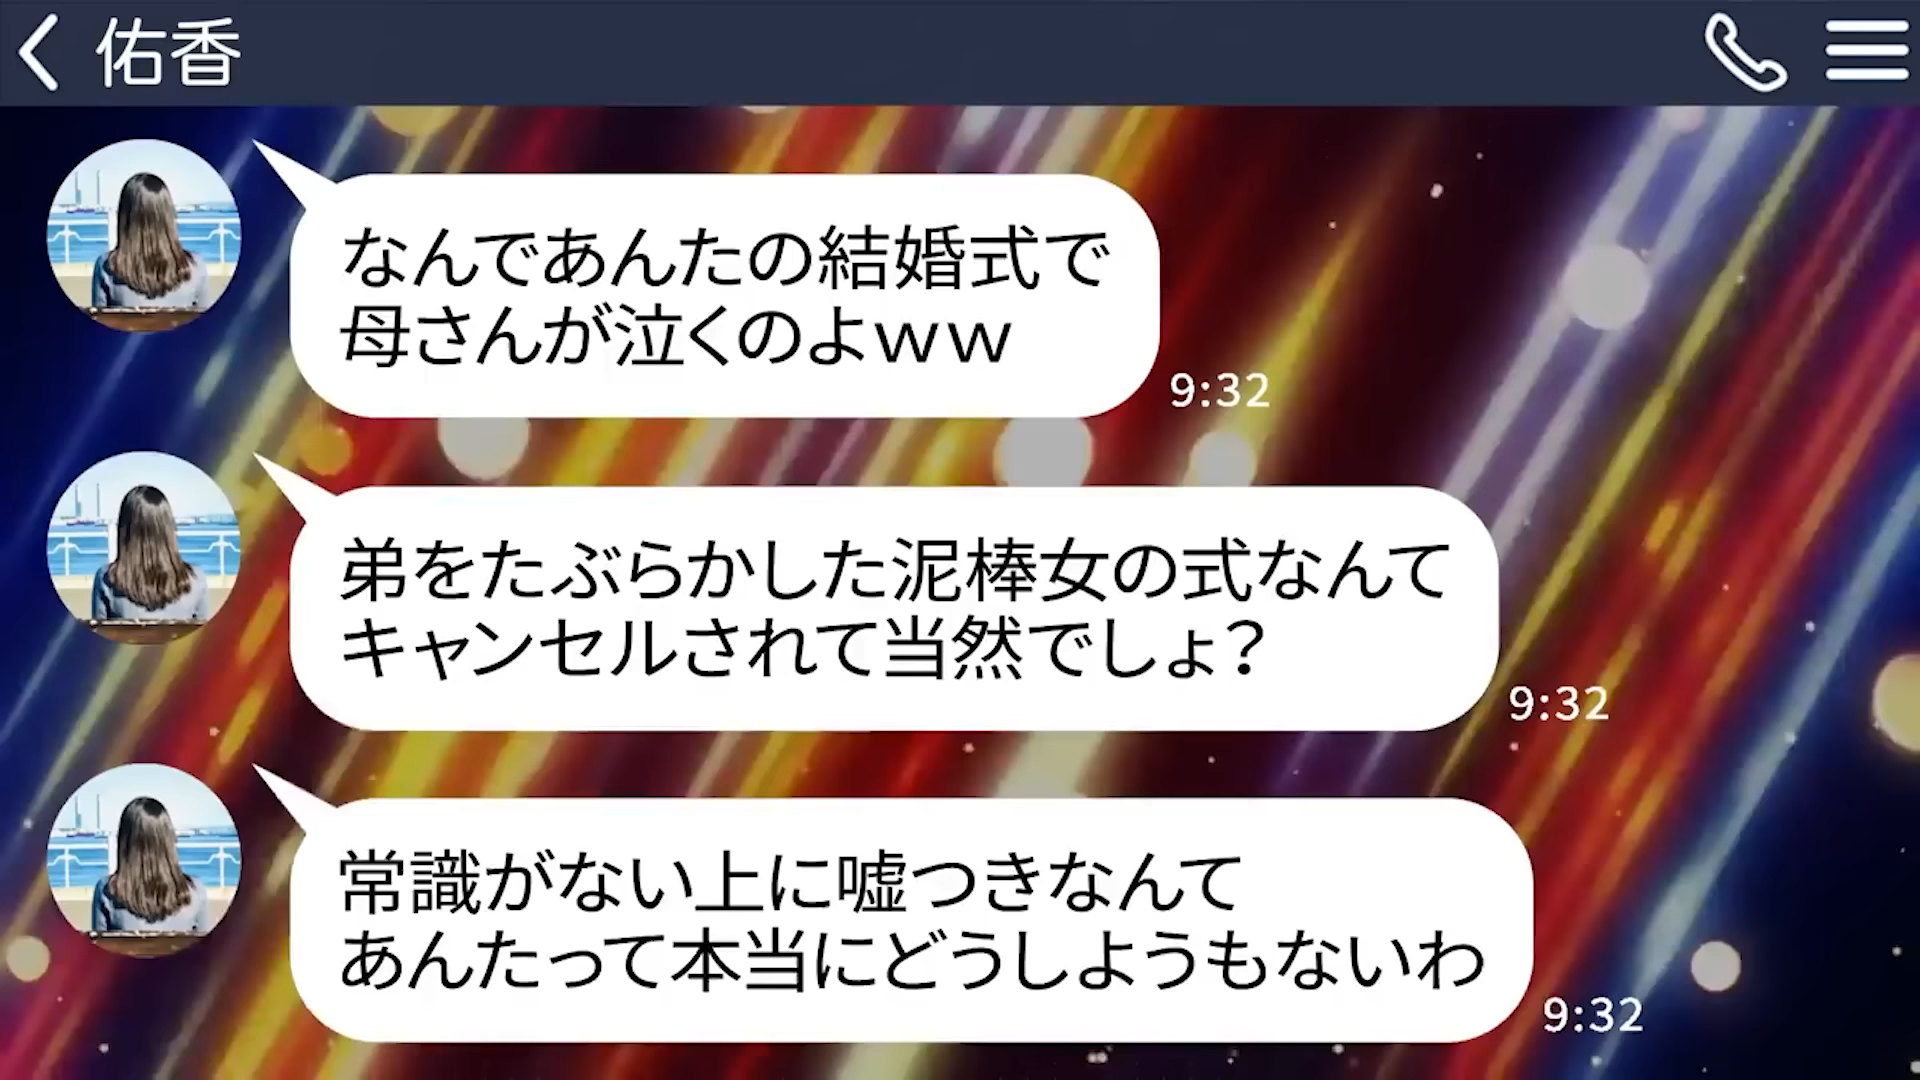 佑香
なんであんたの結婚式で
母さんが泣くのよｗｗ
9:32
弟をたぶらかした泥棒女の式なんて
キャンセルされて当然でしょ？
9:32
常識がない上に嘘つきなんて
あんたって本当にどうしようもないわ
9:32